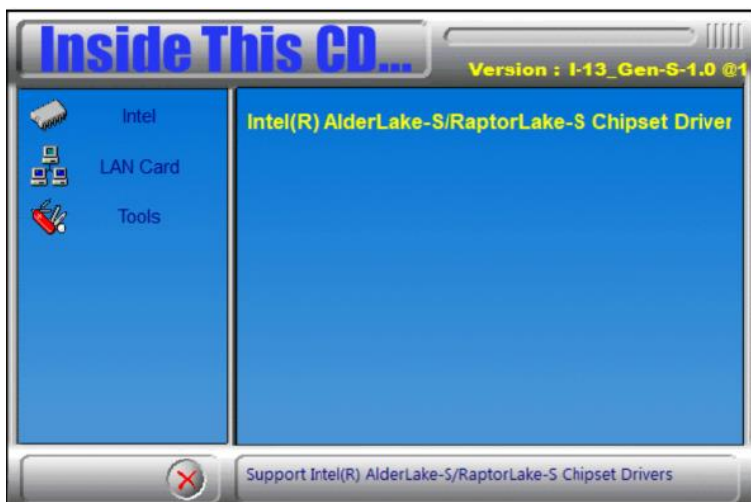 Inside This CD...
Version : I-13_Gen-S-1.0 @1
Intel
LAN Card
Tools
Intel(R) AlderLake-S/RaptorLake-S Chipset Driver
Support Intel(R) AlderLake-S/RaptorLake-S Chipset Drivers